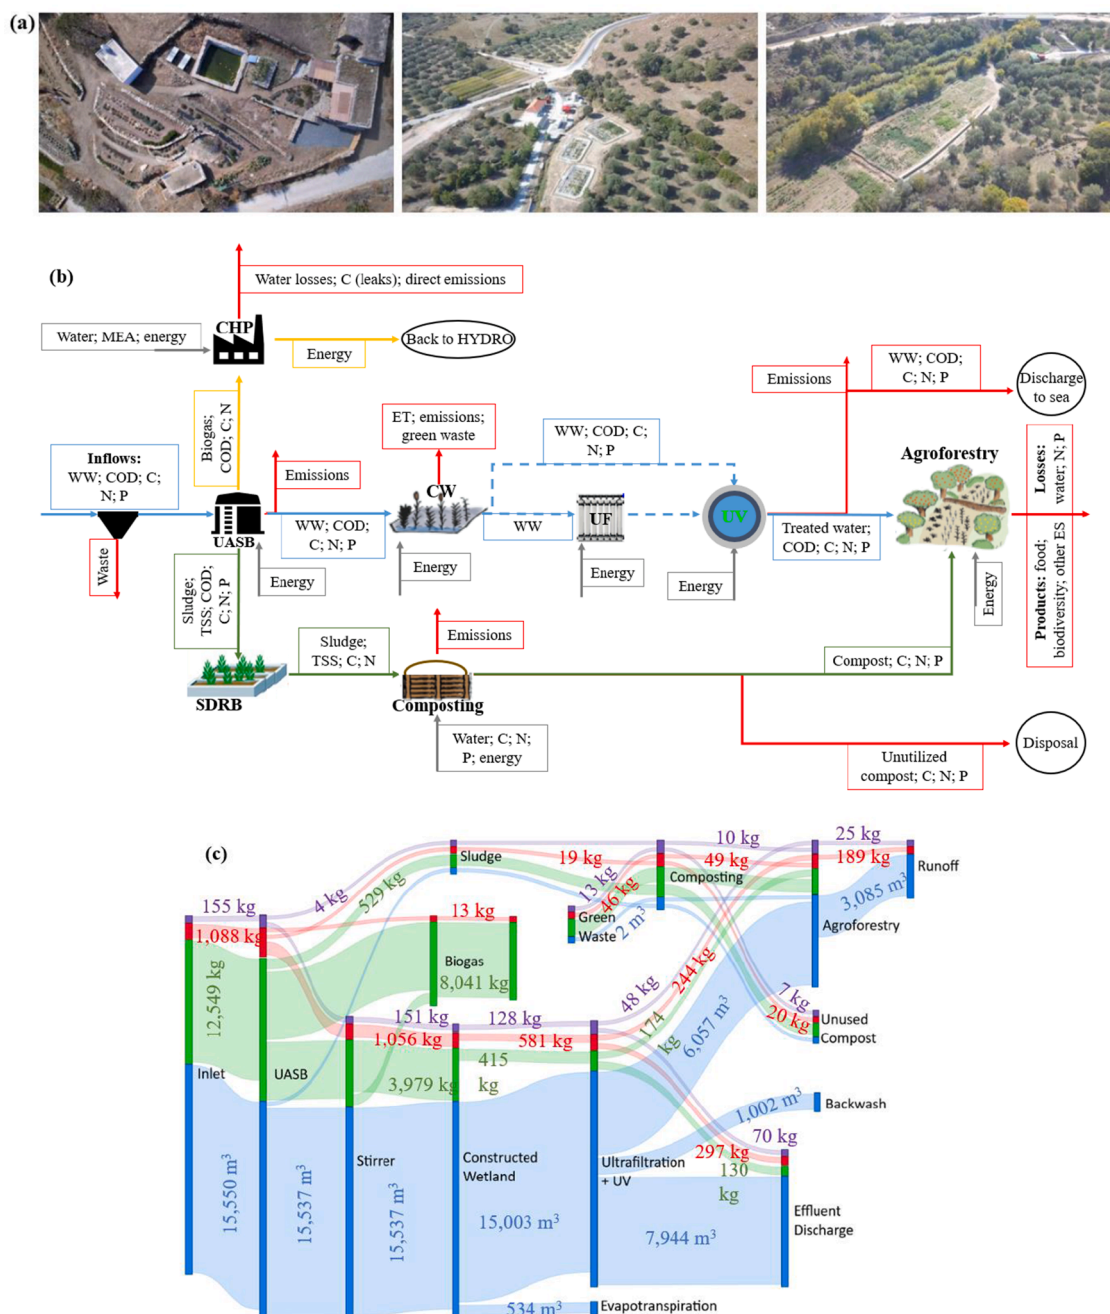 (a)
(b)
Water losses; C (leaks); direct emissions
CHP
Water; MEA; energy
Energy
Back to HYDRO
Biogas;
COD; C; N
Inflows:
WW; COD; C;
N; P
Waste
UASB
Emissions
WW; COD;
C; N; P
Energy
ET; emissions;
green waste
CW
Energy
WW
WW; COD; C;
N; P
UF
Energy
UV
Energy
Emissions
WW; COD;
C; N; P
Discharge
to sea
Treated water;
COD; C; N; P
Agroforestry
Energy
Losses:
water; N; P
Products: food;
biodiversity; other ES
Sludge;
TSS; COD;
C; N; P
SDRB
Sludge;
TSS; C; N
Emissions
Composting
Water; C; N;
P; energy
Compost; C; N; P
Unutilized
compost; C; N; P
Disposal
(c)
155 kg
1,088 kg
12,549 kg
Inlet
15,550 m³
4 kg
529 kg
UASB
15,537 m³
Sludge
19 kg
13 kg
Biogas
8,041 kg
151 kg
1,056 kg
3,979 kg
Stirrer
15,537 m³
128 kg
581 kg
415
kg
Constructed
Wetland
15,003 m³
534 m³
Evapotranspiration
13 kg
46 kg
2 m³
Green
Waste
10 kg
49 kg
Composting
25 kg
189 kg
Runoff
3,085 m³
Agroforestry
48 kg
244 kg
174
kg
6,057 m³
7 kg
20 kg
Unused
Compost
1,002 m³
Backwash
70 kg
297 kg
130
kg
Ultrafiltration
+ UV
7,944 m³
Effluent
Discharge